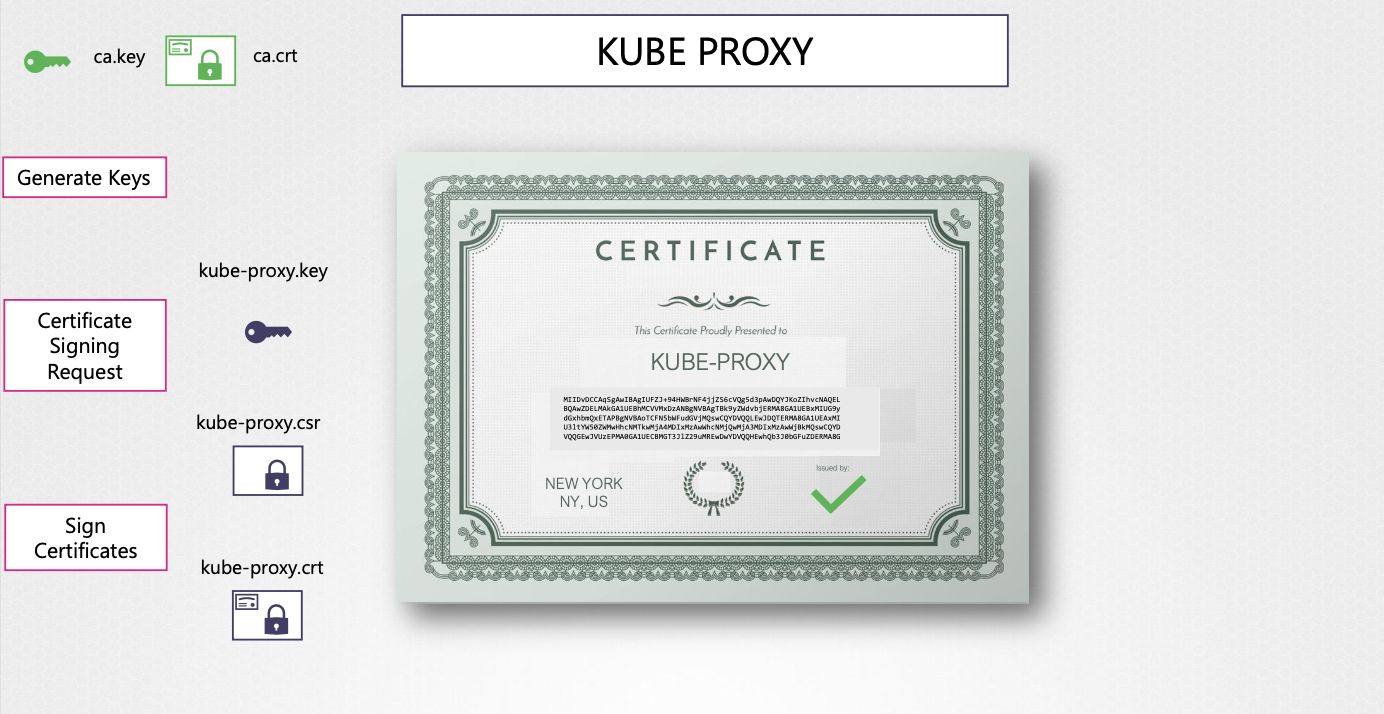 ca.key
ca.crt
KUBE PROXY
Generate Keys
kube-proxy.key
Certificate
Signing
Request
kube-proxy.csr
Sign
Certificates
kube-proxy.crt
CERTIFICATE
This Certificate Proudly Presented to
KUBE-PROXY
MIIDvDCCAqSgAwIBAgIUFZJ+94HWBrNF4jjZS6cVQg5d3pAwDQYJKoZIhvcNAQEL
BQAwZDELMAkGA1UEBhMCVVMxDzANBgNVBAgTBk9yZWdvbjERMA8GA1UEBxMIUG9y
dGxhbmQxETAPBgNVBAoTCFN5bWFudGVjMQswCQYDVQQLEwJDQTERMA8GA1UEAxMI
U3ltYW50ZWMwHhcNMTkwMjA4MDIxMzAwWhcNMjQwMjA3MDIxMzAwWjBkMQswCQYD
VQQGEwJVUzEPMA0GA1UECBMGT3JlZ29uMREwDwYDVQQHEwhQb3J0bGFuZDERMA8G
NEW YORK
NY, US
Issued by: